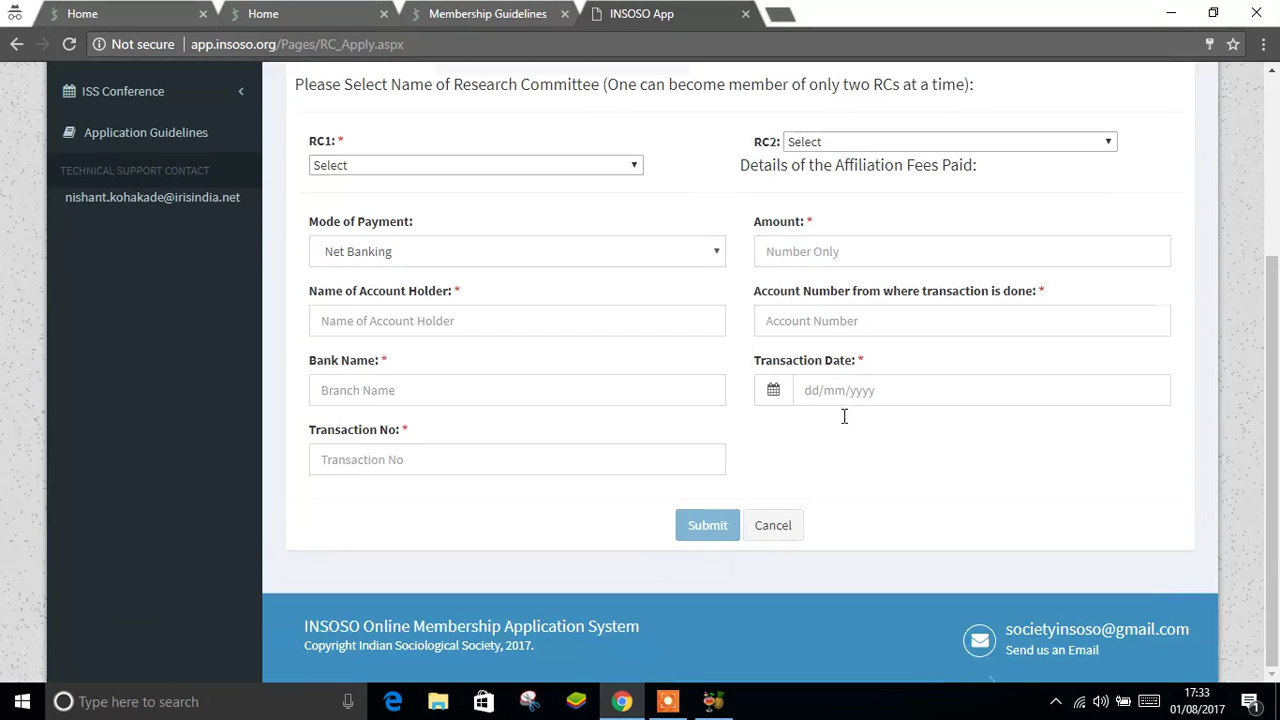 Home
Home
Membership Guidelines
INSOSO App
Not secure
app.insoso.org/Pages/RC_Apply.aspx
ISS Conference
Application Guidelines
TECHNICAL SUPPORT CONTACT
nishant.kohakade@irisindia.net
Please Select Name of Research Committee (One can become member of only two RCs at a time):
RC1: *
Select
RC2:
Select
Details of the Affiliation Fees Paid:
Mode of Payment:
Net Banking
Amount: *
Number Only
Name of Account Holder: *
Name of Account Holder
Account Number from where transaction is done: *
Account Number
Bank Name: *
Branch Name
Transaction Date: *
dd/mm/yyyy
Transaction No: *
Transaction No
Submit
Cancel
INSOSO Online Membership Application System
Copyright Indian Sociological Society, 2017.
societyinsoso@gmail.com
Send us an Email
Type here to search
17:33
01/08/2017
1